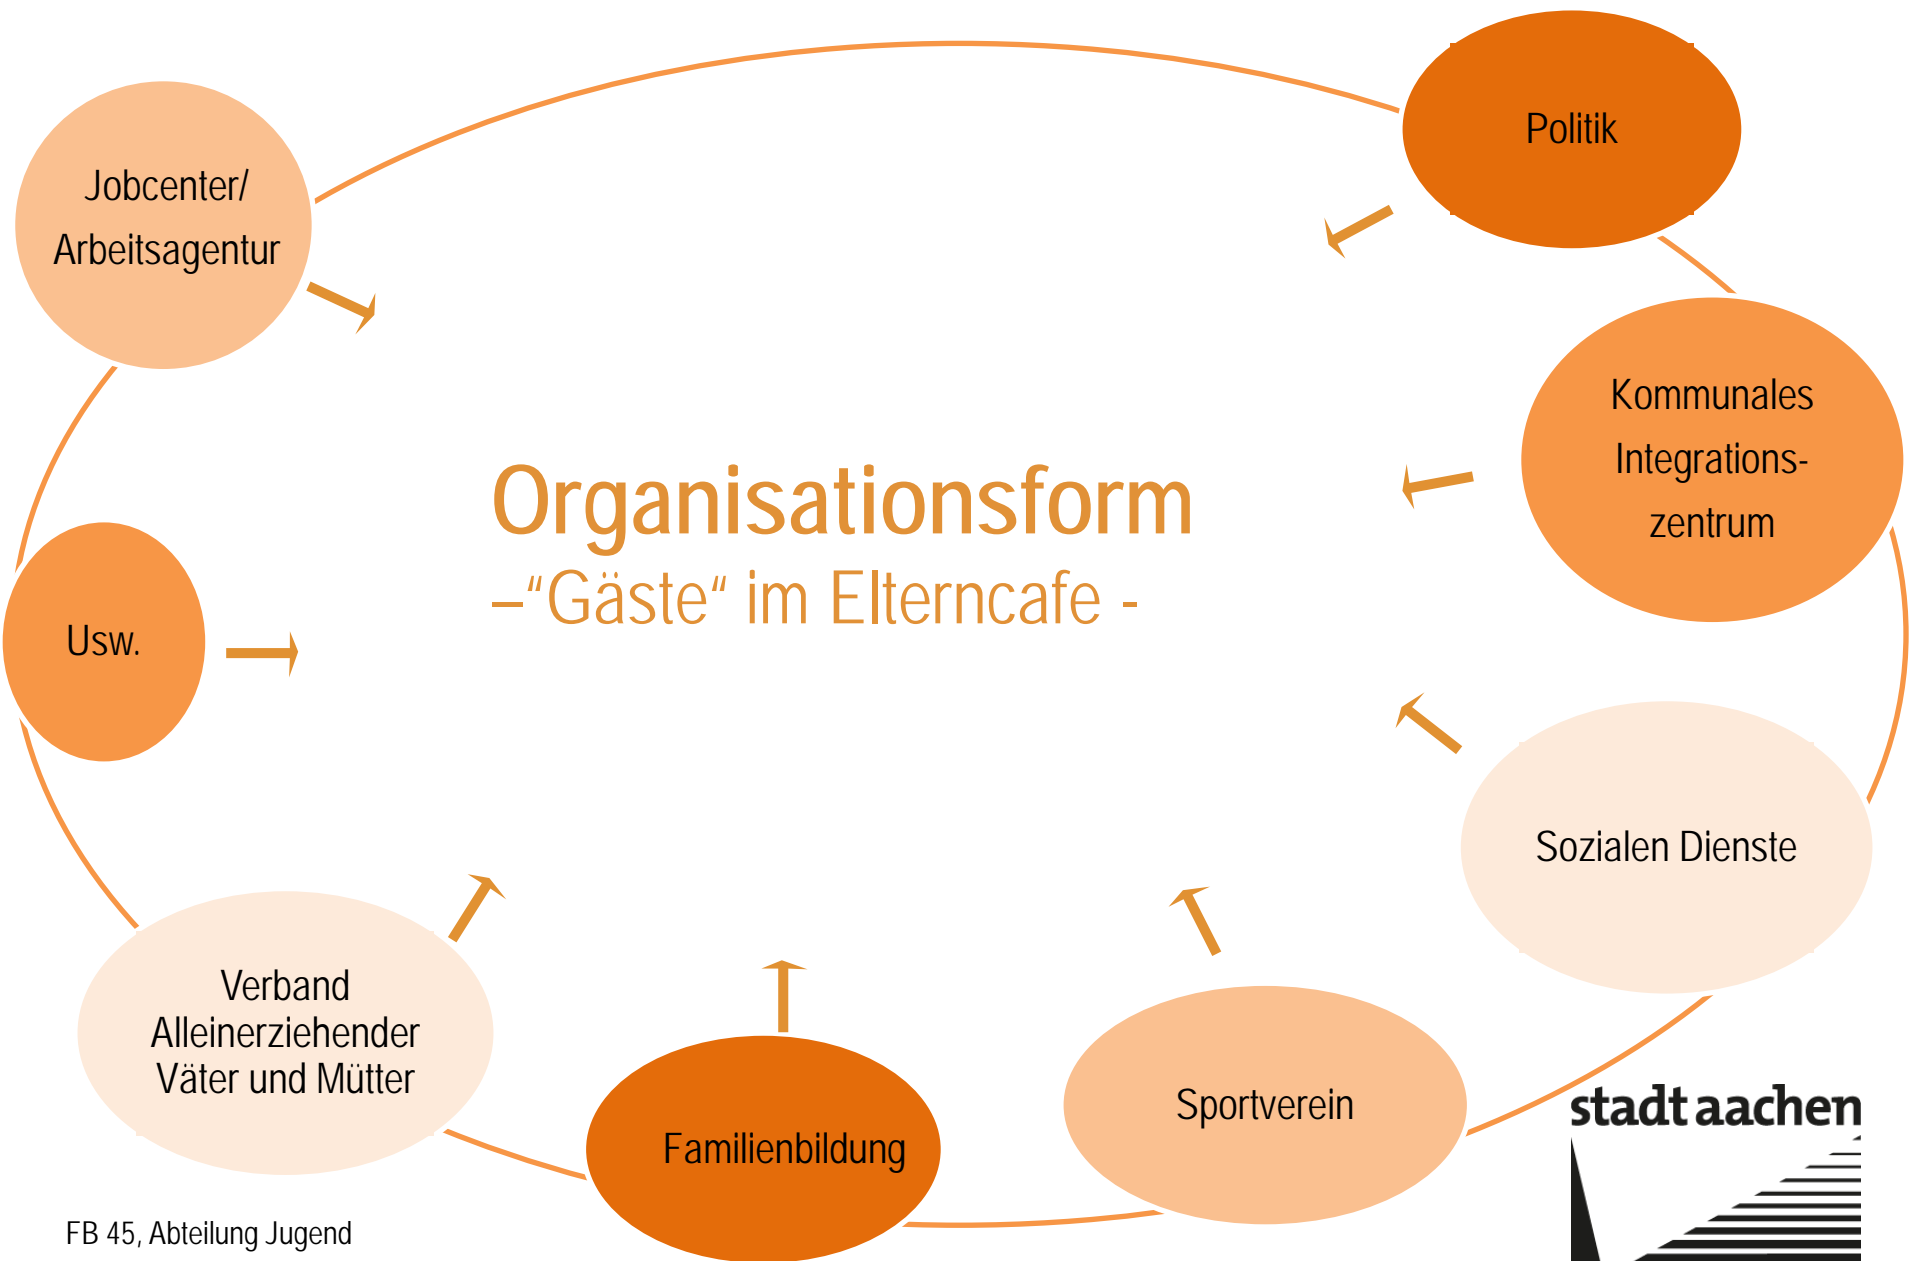 Politik
Jobcenter/
Arbeitsagentur
Kommunales
Integrations-
zentrum
Organisationsform
–"Gäste“ im Elterncafe -
Usw.
Sozialen Dienste
Verband
Alleinerziehender
Väter und Mütter
Familienbildung
Sportverein
stadt aachen
FB 45, Abteilung Jugend